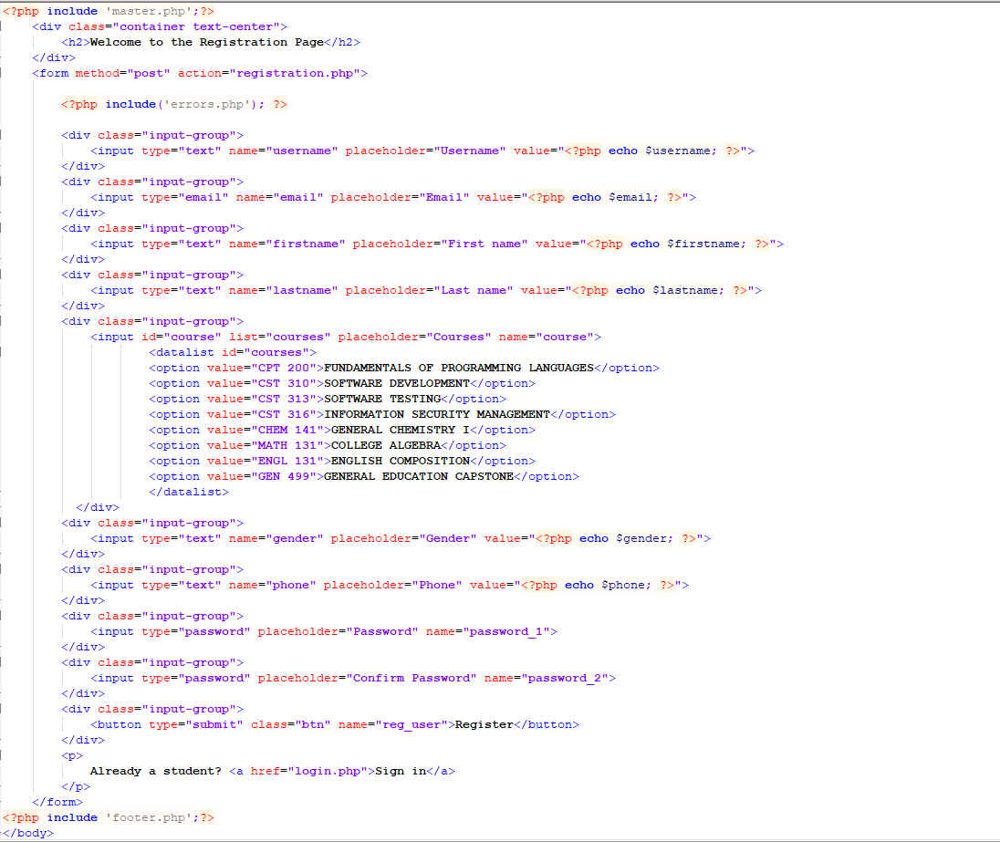 <?php include 'master.php';?>
<div class="container text-center">
<h2>Welcome to the Registration Page</h2>
</div>
<form method="post" action="registration.php">
<?php include('errors.php'); ?>
<div class="input-group">
<input type="text" name="username" placeholder="Username" value="<?php echo $username; ?>">
</div>
<div class="input-group">
<input type="email" name="email" placeholder="Email" value="<?php echo $email; ?>">
</div>
<div class="input-group">
<input type="text" name="firstname" placeholder="First name" value="<?php echo $firstname; ?>">
</div>
<div class="input-group">
<input type="text" name="lastname" placeholder="Last name" value="<?php echo $lastname; ?>">
</div>
<div class="input-group">
<input id="course" list="courses" placeholder="Courses" name="course">
<datalist id="courses">
<option value="CPT 200">FUNDAMENTALS OF PROGRAMMING LANGUAGES</option>
<option value="CST 310">SOFTWARE DEVELOPMENT</option>
<option value="CST 313">SOFTWARE TESTING</option>
<option value="CST 316">INFORMATION SECURITY MANAGEMENT</option>
<option value="CHEM 141">GENERAL CHEMISTRY I</option>
<option value="MATH 131">COLLEGE ALGEBRA</option>
<option value="ENGL 131">ENGLISH COMPOSITION</option>
<option value="GEN 499">GENERAL EDUCATION CAPSTONE</option>
</datalist>
</div>
<div class="input-group">
<input type="text" name="gender" placeholder="Gender" value="<?php echo $gender; ?>">
</div>
<div class="input-group">
<input type="text" name="phone" placeholder="Phone" value="<?php echo $phone; ?>">
</div>
<div class="input-group">
<input type="password" placeholder="Password" name="password_1">
</div>
<div class="input-group">
<input type="password" placeholder="Confirm Password" name="password_2">
</div>
<div class="input-group">
<button type="submit" class="btn" name="reg_user">Register</button>
</div>
<p>
Already a student? <a href="login.php">Sign in</a>
</p>
</form>
<?php include 'footer.php';?>
</body>